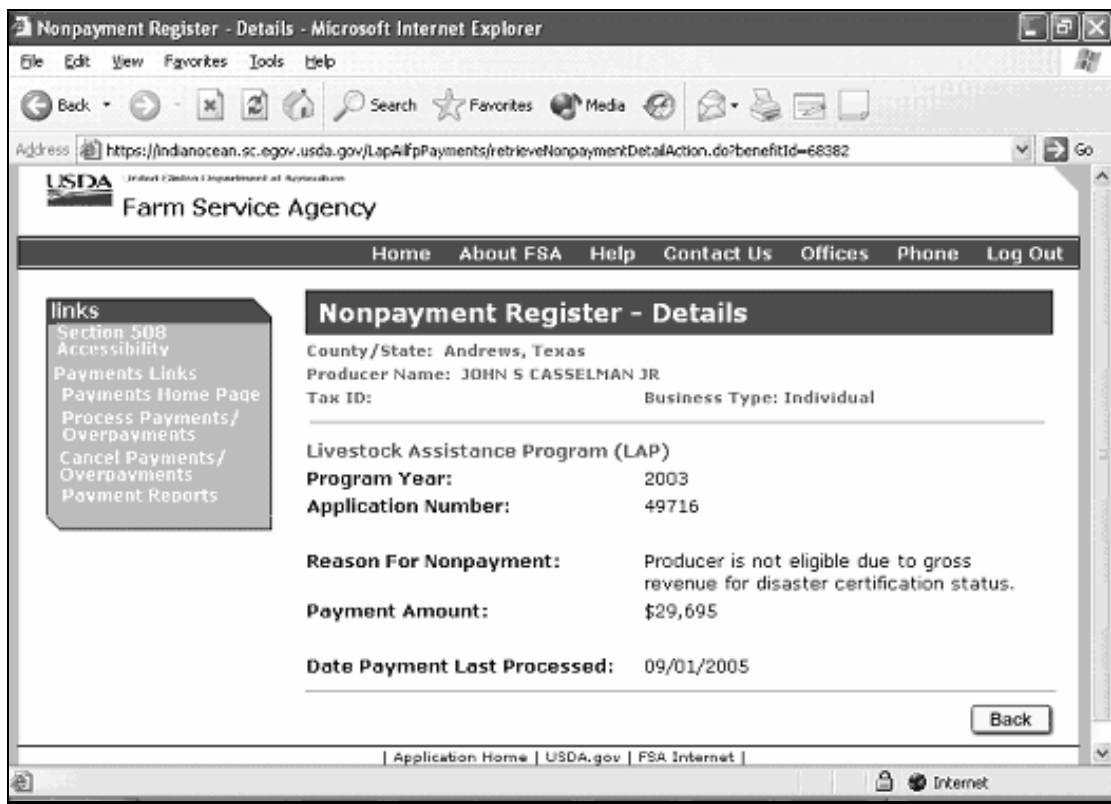 Nonpayment Register - Details - Microsoft Internet Explorer
File Edit View Favorites Tools Help
Back Search Favorites Media
Address https://indianocean.sc.egov.usda.gov/LapAilfpPayments/retrieveNonpaymentDetailAction.do?benefitId=68382 Go
USDA United States Department of Agriculture
Farm Service Agency
Home About FSA Help Contact Us Offices Phone Log Out
links
Section 508
Accessibility
Payments Links
Payments Home Page
Process Payments/
Overpayments
Cancel Payments/
Overpayments
Payment Reports
Nonpayment Register - Details
County/State: Andrews, Texas
Producer Name: JOHN S CASSELMAN JR
Tax ID: Business Type: Individual
Livestock Assistance Program (LAP)
Program Year: 2003
Application Number: 49716
Reason For Nonpayment: Producer is not eligible due to gross
revenue for disaster certification status.
Payment Amount: $29,695
Date Payment Last Processed: 09/01/2005
Back
| Application Home | USDA.gov | FSA Internet |
Internet